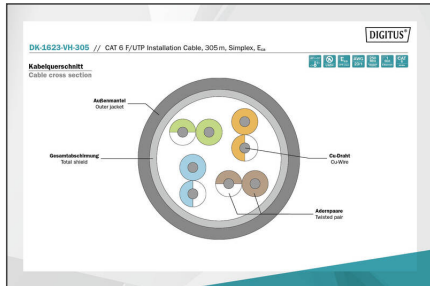 DIGITUS®
DK-1623-VH-305 // CAT 6 F/UTP Installation Cable, 305 m, Simplex, Eca
Kabelquerschnitt
Cable cross section
Außenmantel
Outer jacket
Gesamtabschirmung
Total shield
Cu-Draht
Cu-Wire
Aderpaare
Twisted pair